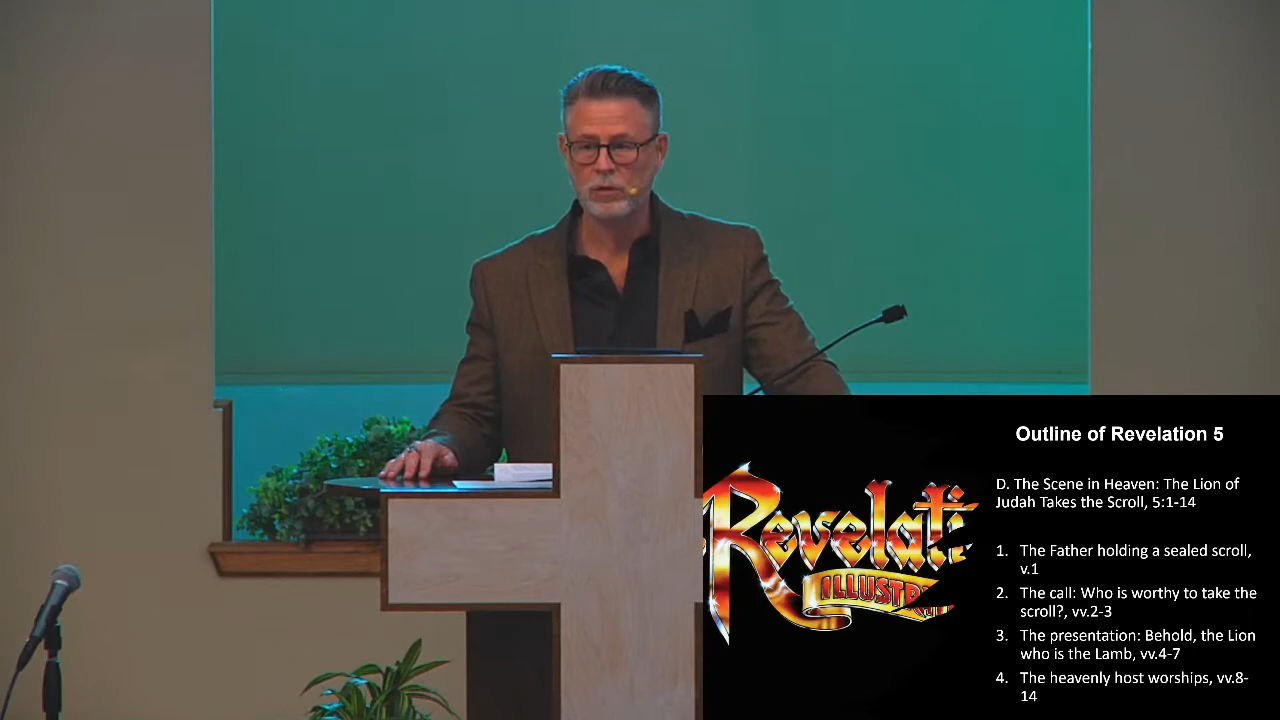 Outline of Revelation 5
D. The Scene in Heaven: The Lion of
Judah Takes the Scroll, 5:1-14
1. The Father holding a sealed scroll,
v.1
2. The call: Who is worthy to take the
scroll?, vv.2-3
3. The presentation: Behold, the Lion
who is the Lamb, vv.4-7
4. The heavenly host worships, vv.8-
14
Revelati
ILLUSTR